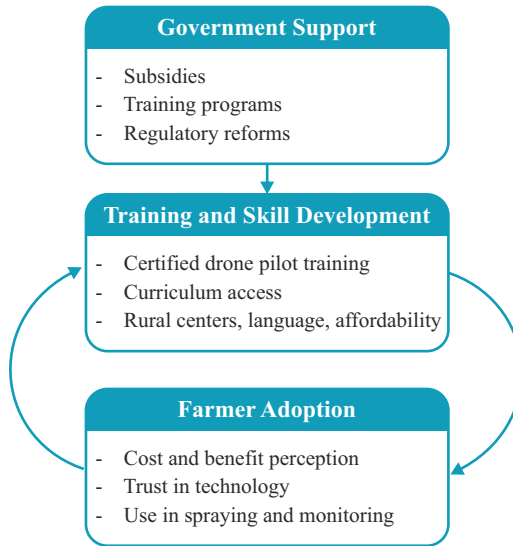 Government Support
- Subsidies
- Training programs
- Regulatory reforms
Training and Skill Development
- Certified drone pilot training
- Curriculum access
- Rural centers, language, affordability
Farmer Adoption
- Cost and benefit perception
- Trust in technology
- Use in spraying and monitoring